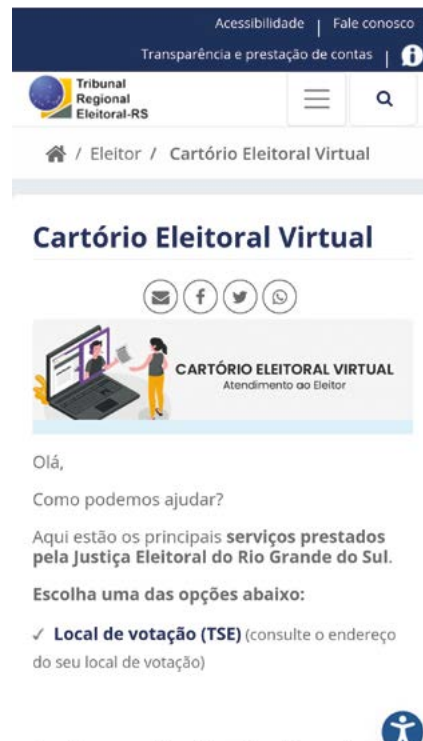 Acessibilidade | Fale conosco
Transparência e prestação de contas |
Tribunal
Regional
Eleitoral-RS
/ Eleitor / Cartório Eleitoral Virtual
Cartório Eleitoral Virtual
CARTÓRIO ELEITORAL VIRTUAL
Atendimento ao Eleitor
Olá,
Como podemos ajudar?
Aqui estão os principais serviços prestados
pela Justiça Eleitoral do Rio Grande do Sul.
Escolha uma das opções abaixo:
✓ Local de votação (TSE) (consulte o endereço
do seu local de votação)